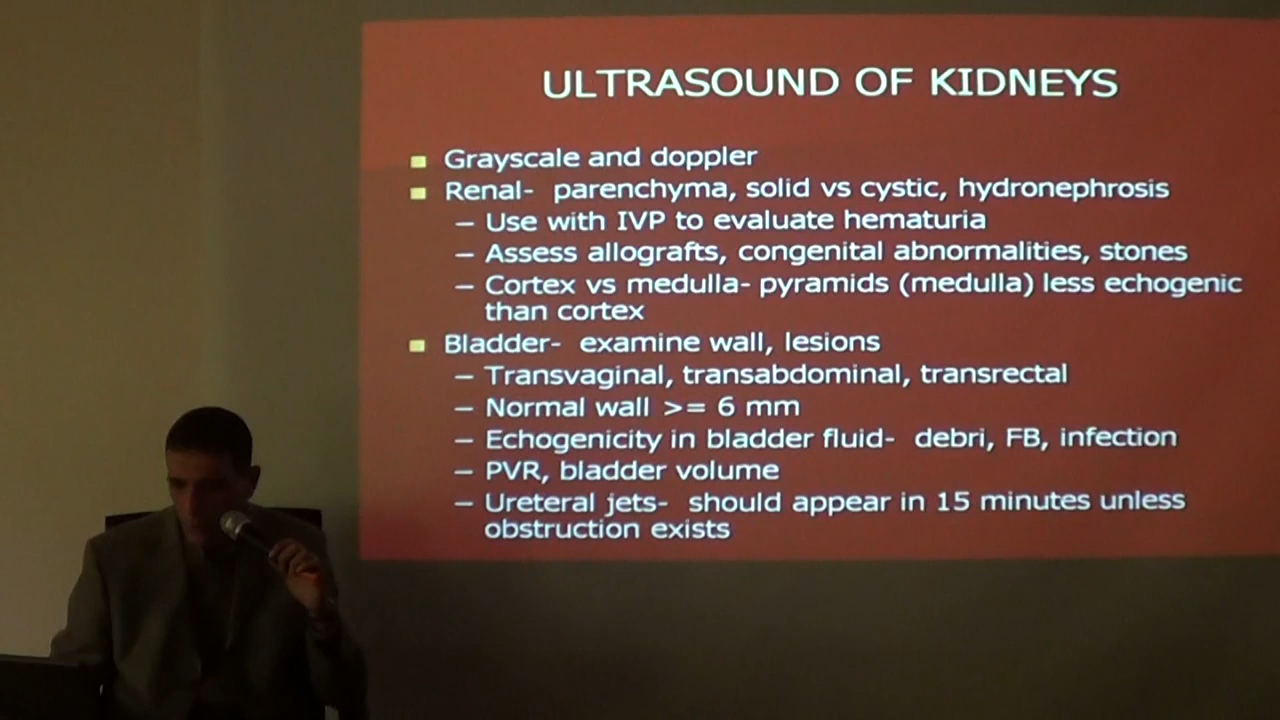 ULTRASOUND OF KIDNEYS
Grayscale and doppler
Renal- parenchyma, solid vs cystic, hydronephrosis
– Use with IVP to evaluate hematuria
– Assess allografts, congenital abnormalities, stones
– Cortex vs medulla- pyramids (medulla) less echogenic
than cortex
Bladder- examine wall, lesions
– Transvaginal, transabdominal, transrectal
– Normal wall >= 6 mm
– Echogenicity in bladder fluid- debri, FB, infection
– PVR, bladder volume
– Ureteral jets- should appear in 15 minutes unless
obstruction exists